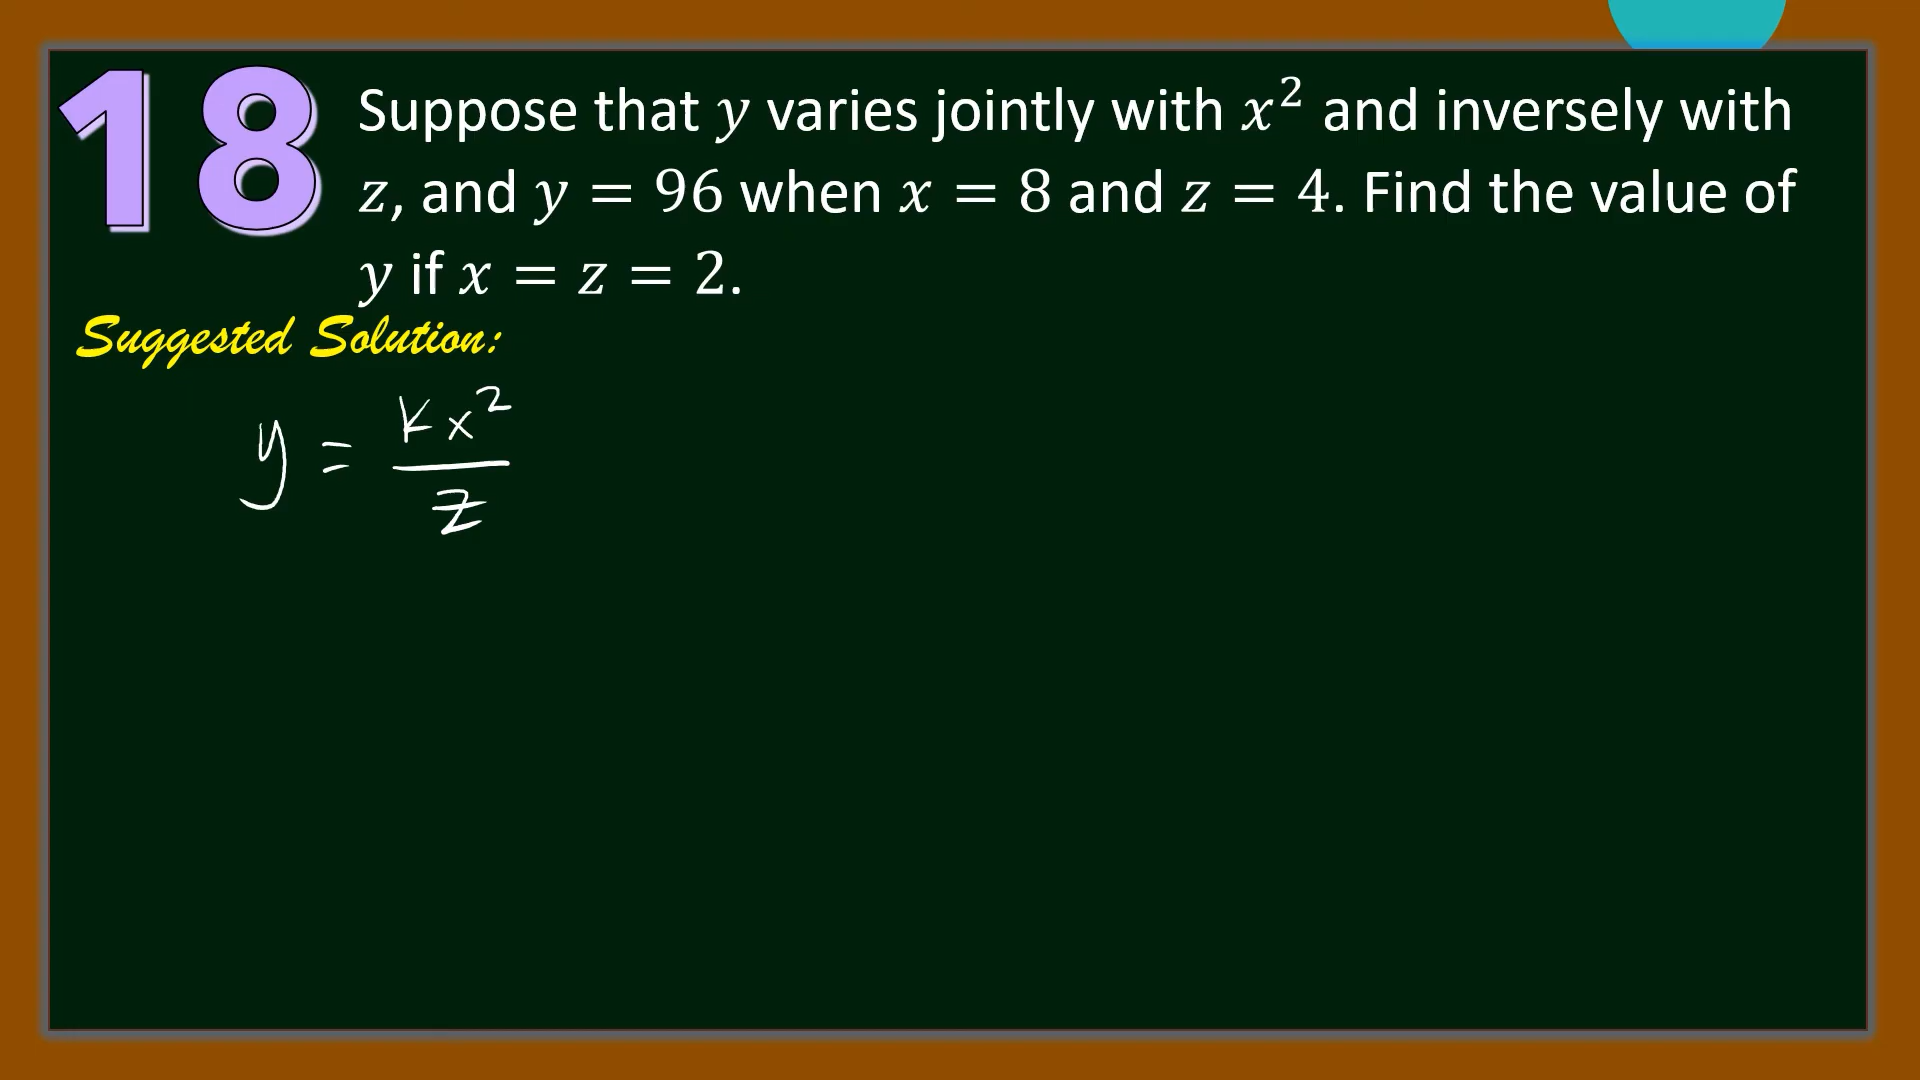 18
Suppose that y varies jointly with x² and inversely with
z, and y = 96 when x = 8 and z = 4. Find the value of
y if x = z = 2.
Suggested Solution:
y = kx²/z